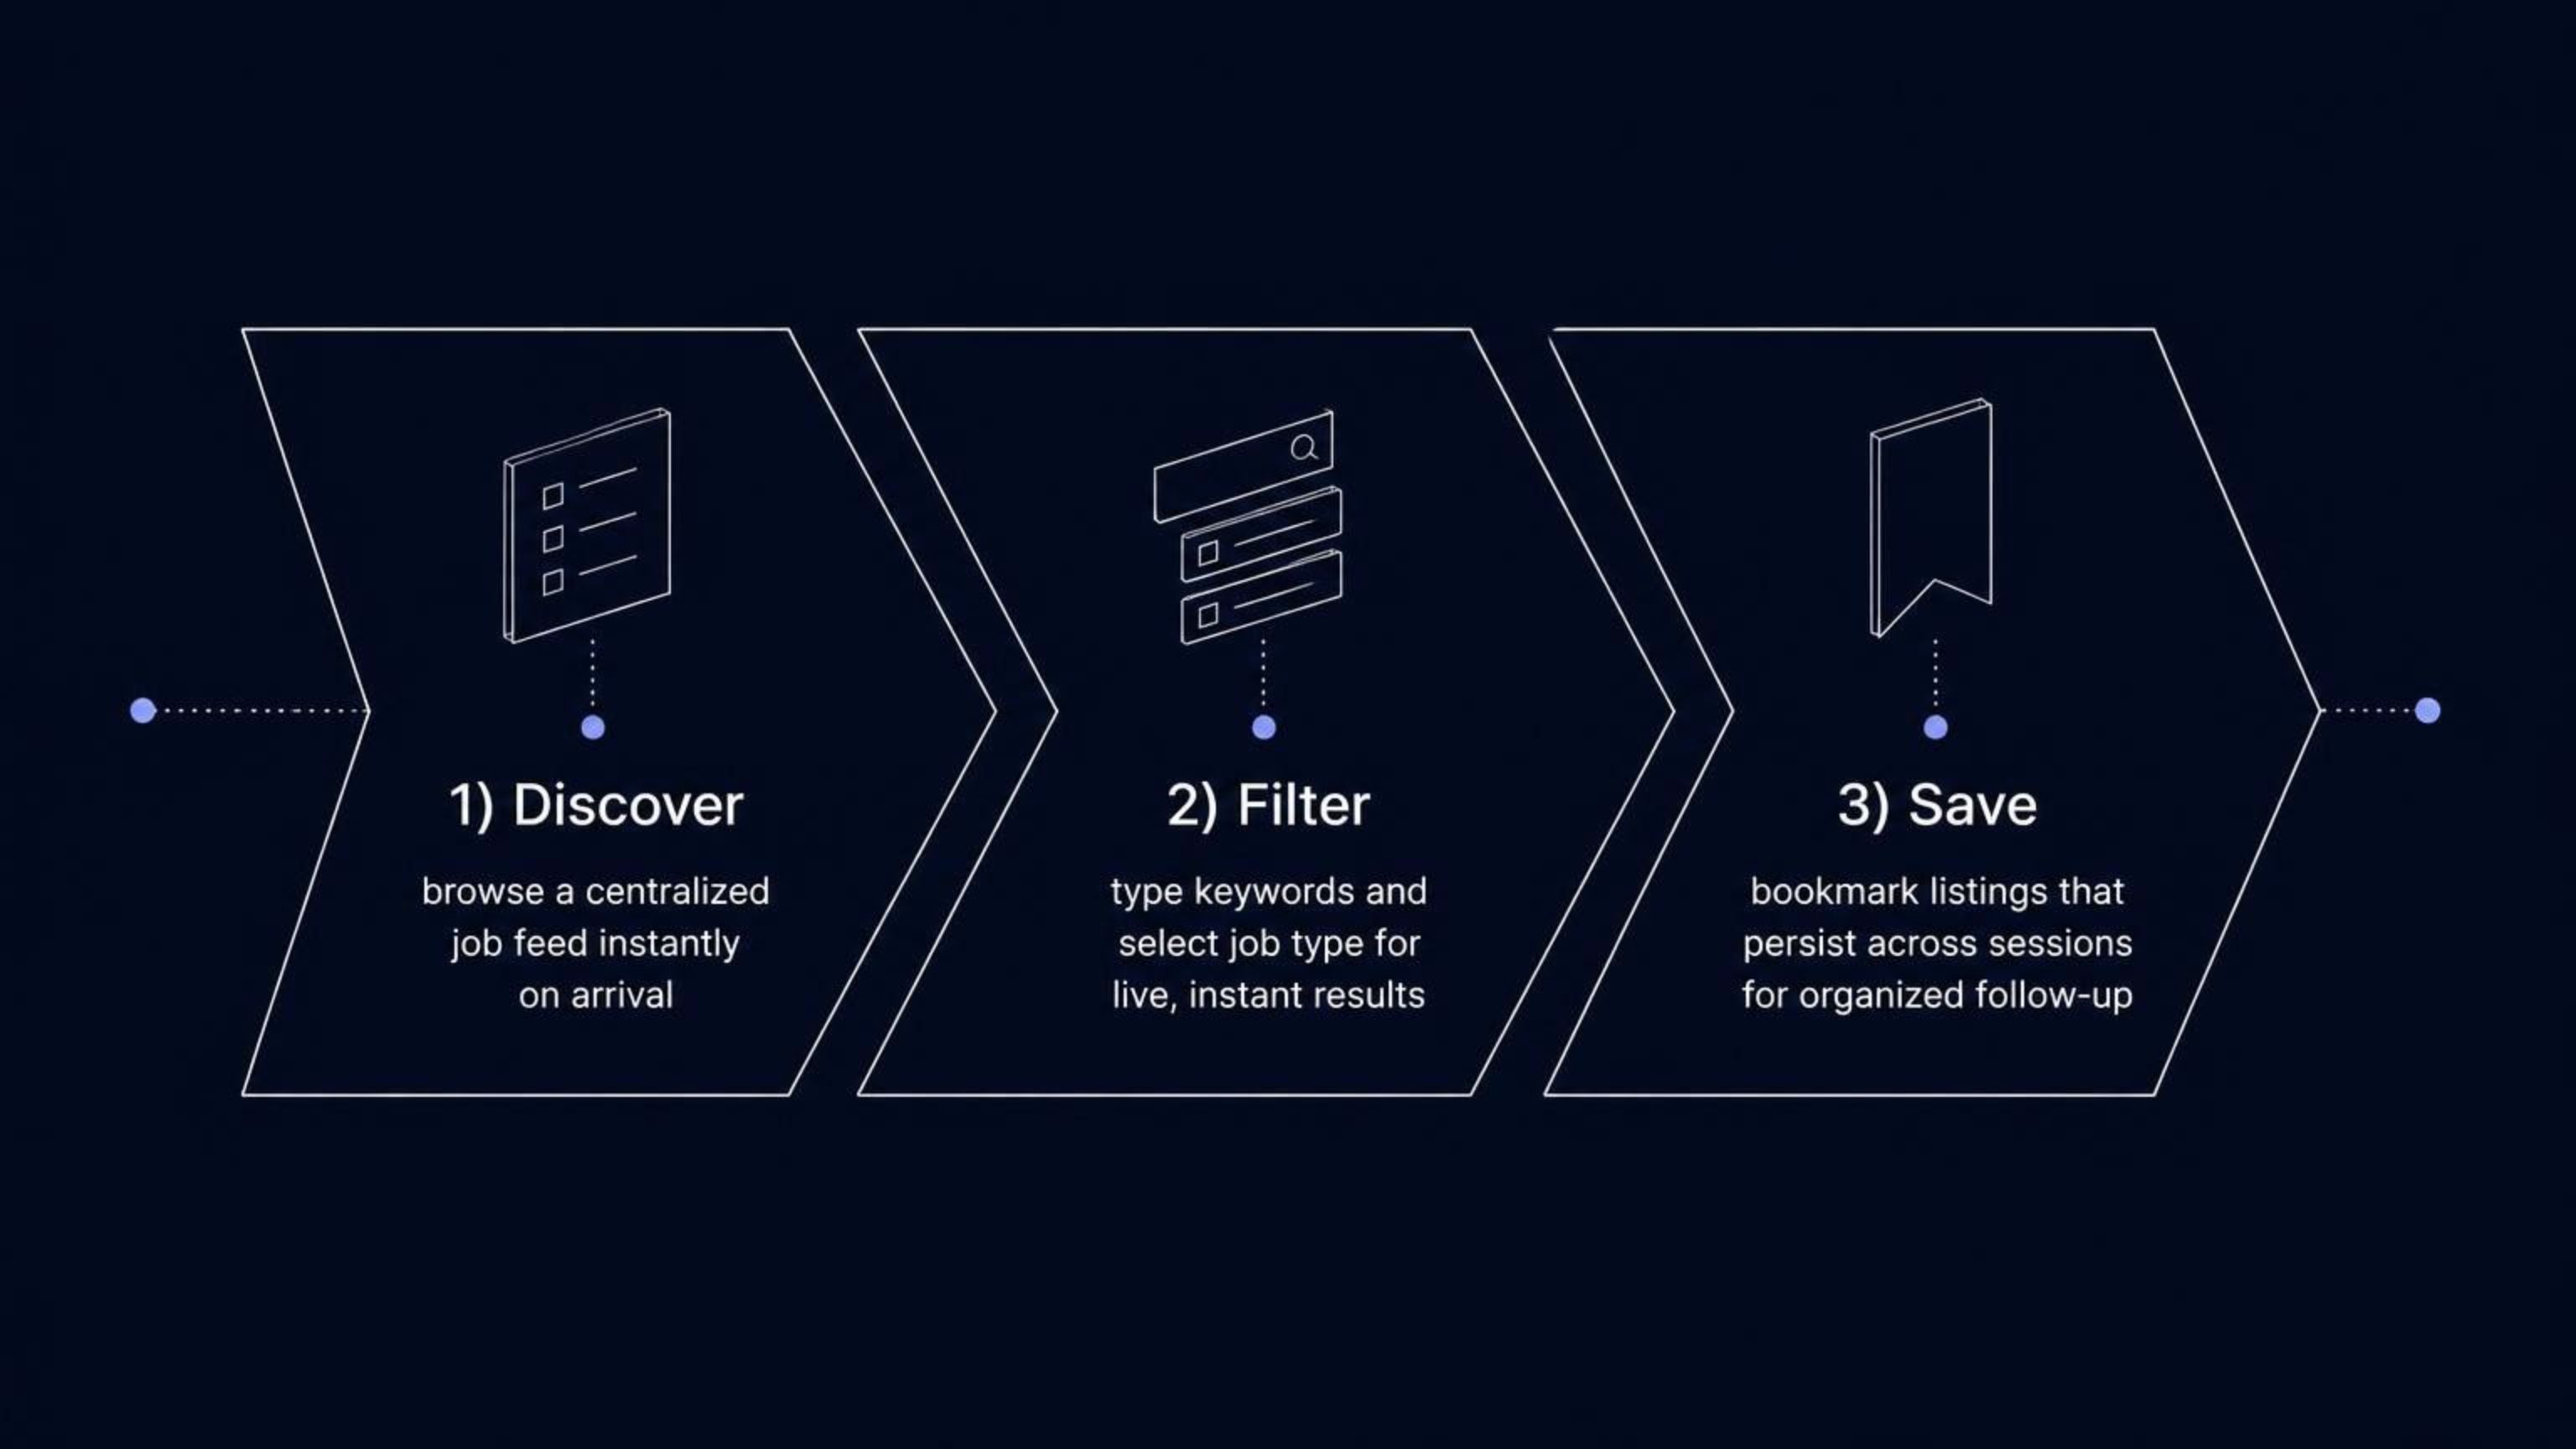 1) Discover
browse a centralized
job feed instantly
on arrival
2) Filter
type keywords and
select job type for
live, instant results
3) Save
bookmark listings that
persist across sessions
for organized follow-up